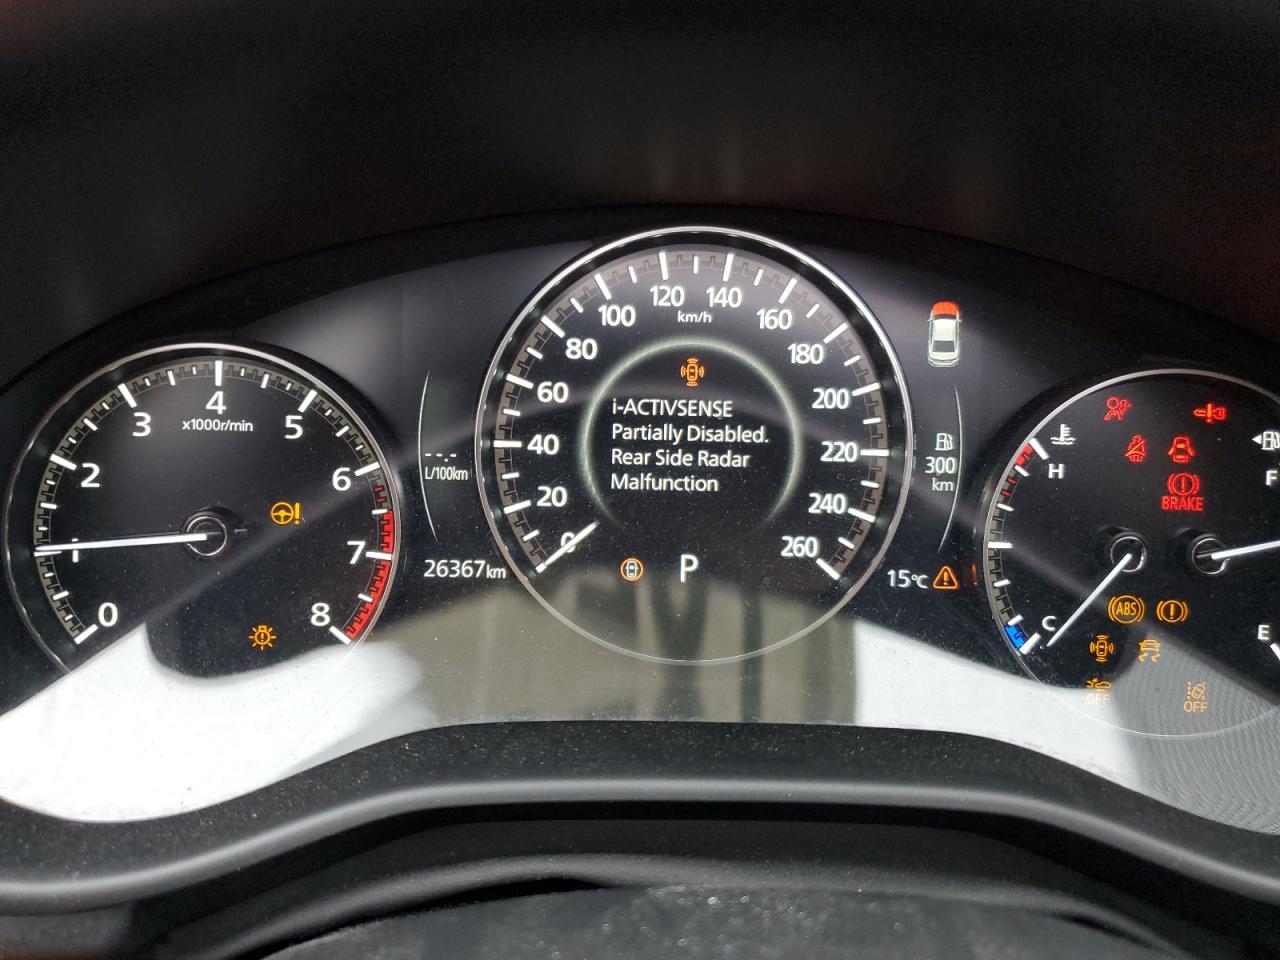 0
1
2
3
4
5
6
7
8
x1000r/min
-.-
L/100km
26367km
0
20
40
60
80
100
120
140
160
180
200
220
240
260
km/h
i-ACTIVSENSE
Partially Disabled.
Rear Side Radar
Malfunction
P
300
km
15°C
H
C
F
E
BRAKE
ABS
OFF
OFF